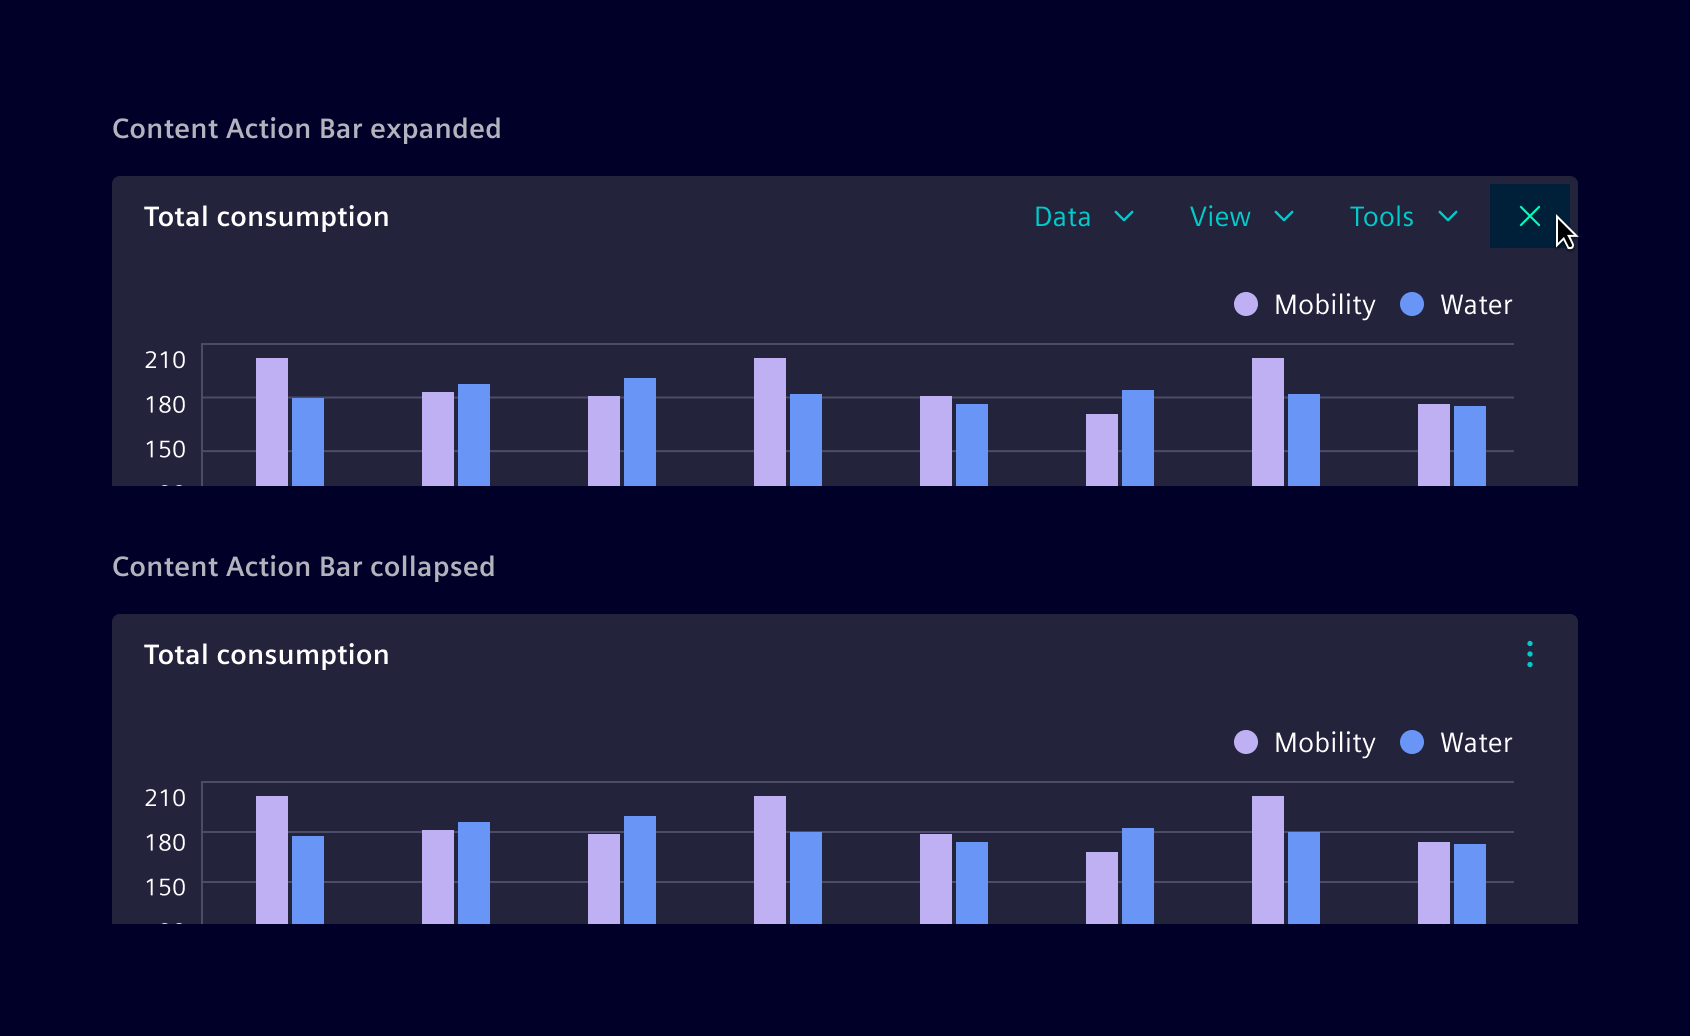 Content Action Bar expanded
Total consumption
Data View Tools
Mobility Water
210
180
150
Content Action Bar collapsed
Total consumption
Mobility Water
210
180
150